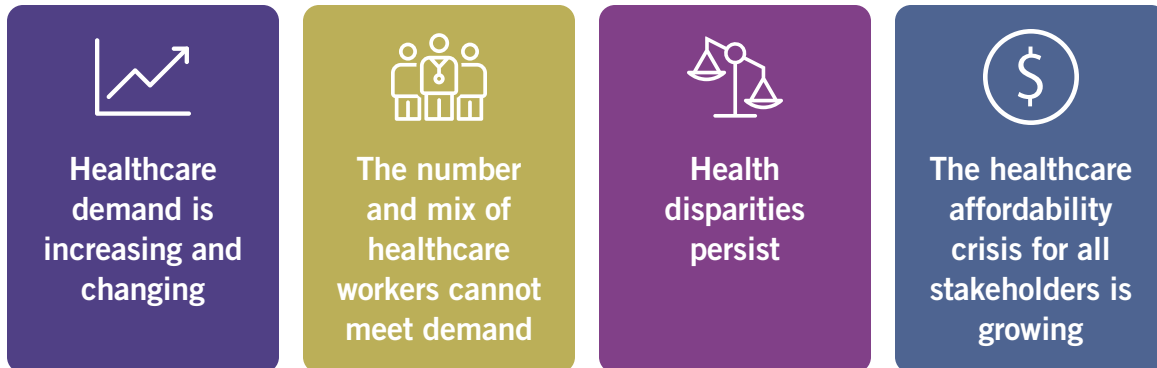 Healthcare
demand is
increasing and
changing
The number
and mix of
healthcare
workers cannot
meet demand
Health
disparities
persist
$
The healthcare
affordability
crisis for all
stakeholders is
growing